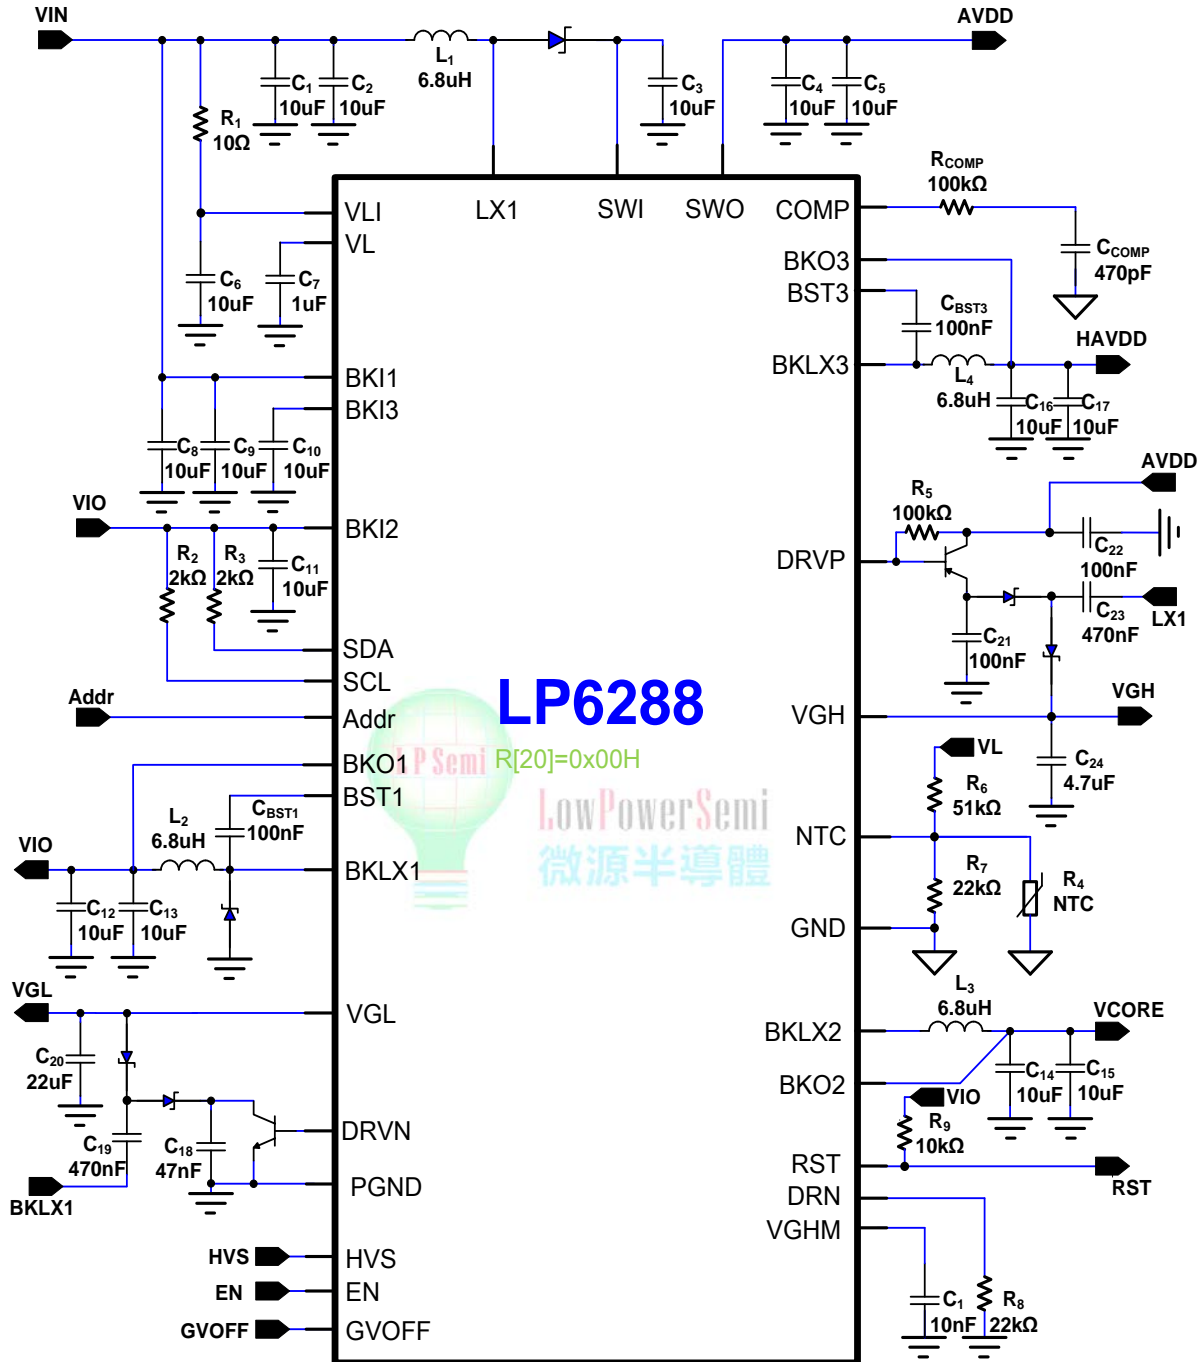 VIN
AVDD
L1
6.8uH
C1
10uF
C2
10uF
C3
10uF
C4
10uF
C5
10uF
R1
10Ω
RCOMP
100kΩ
VLI
LX1
SWI
SWO
COMP
VL
CCOMP
470pF
C6
10uF
C7
1uF
BKO3
BST3
CBST3
100nF
HAVDD
BKLX3
L4
6.8uH
C16
10uF
C17
10uF
BKI1
BKI3
C8
10uF
C9
10uF
C10
10uF
AVDD
VIO
BKI2
R5
100kΩ
R2
2kΩ
R3
2kΩ
C11
10uF
DRVP
C22
100nF
C23
470nF
LX1
SDA
C21
100nF
SCL
Addr
Addr
LP6288
VGH
VGH
R[20]=0x00H
LP Semi
BKO1
BST1
VL
C24
4.7uF
R6
51kΩ
L2
6.8uH
CBST1
100nF
LowPowerSemi
微源半導體
NTC
VIO
BKLX1
R7
22kΩ
R4
NTC
C12
10uF
C13
10uF
GND
VGL
VGL
L3
6.8uH
VCORE
BKLX2
C20
22uF
C14
10uF
C15
10uF
BKO2
VIO
C19
470nF
C18
47nF
DRVN
R9
10kΩ
RST
RST
BKLX1
PGND
DRN
VGHM
HVS
HVS
EN
EN
C1
10nF
R8
22kΩ
GVOFF
GVOFF